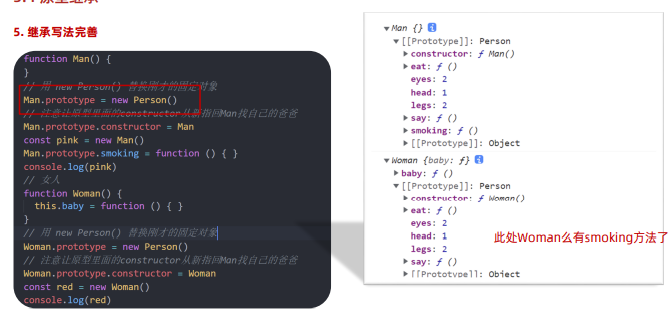 5. 继承写法完善
function Man() {
}
// 用 new Person() 替换刚才的固定对象
Man.prototype = new Person()
// 注意让原型里面的constructor从新指回Man找自己的爸爸
Man.prototype.constructor = Man
const pink = new Man()
Man.prototype.smoking = function () { }
console.log(pink)
// 女人
function Woman() {
this.baby = function () { }
}
// 用 new Person() 替换刚才的固定对象
Woman.prototype = new Person()
// 注意让原型里面的constructor从新指回Man找自己的爸爸
Woman.prototype.constructor = Woman
const red = new Woman()
console.log(red)
Man {}
[[Prototype]]: Person
constructor: ƒ Man()
eat: ƒ ()
eyes: 2
head: 1
legs: 2
say: ƒ ()
smoking: ƒ ()
[[Prototype]]: Object
Woman {baby: ƒ}
baby: ƒ ()
[[Prototype]]: Person
constructor: ƒ Woman()
eat: ƒ ()
eyes: 2
head: 1
legs: 2
say: ƒ ()
[[Prototype]]: Object
此处Woman么有smoking方法了